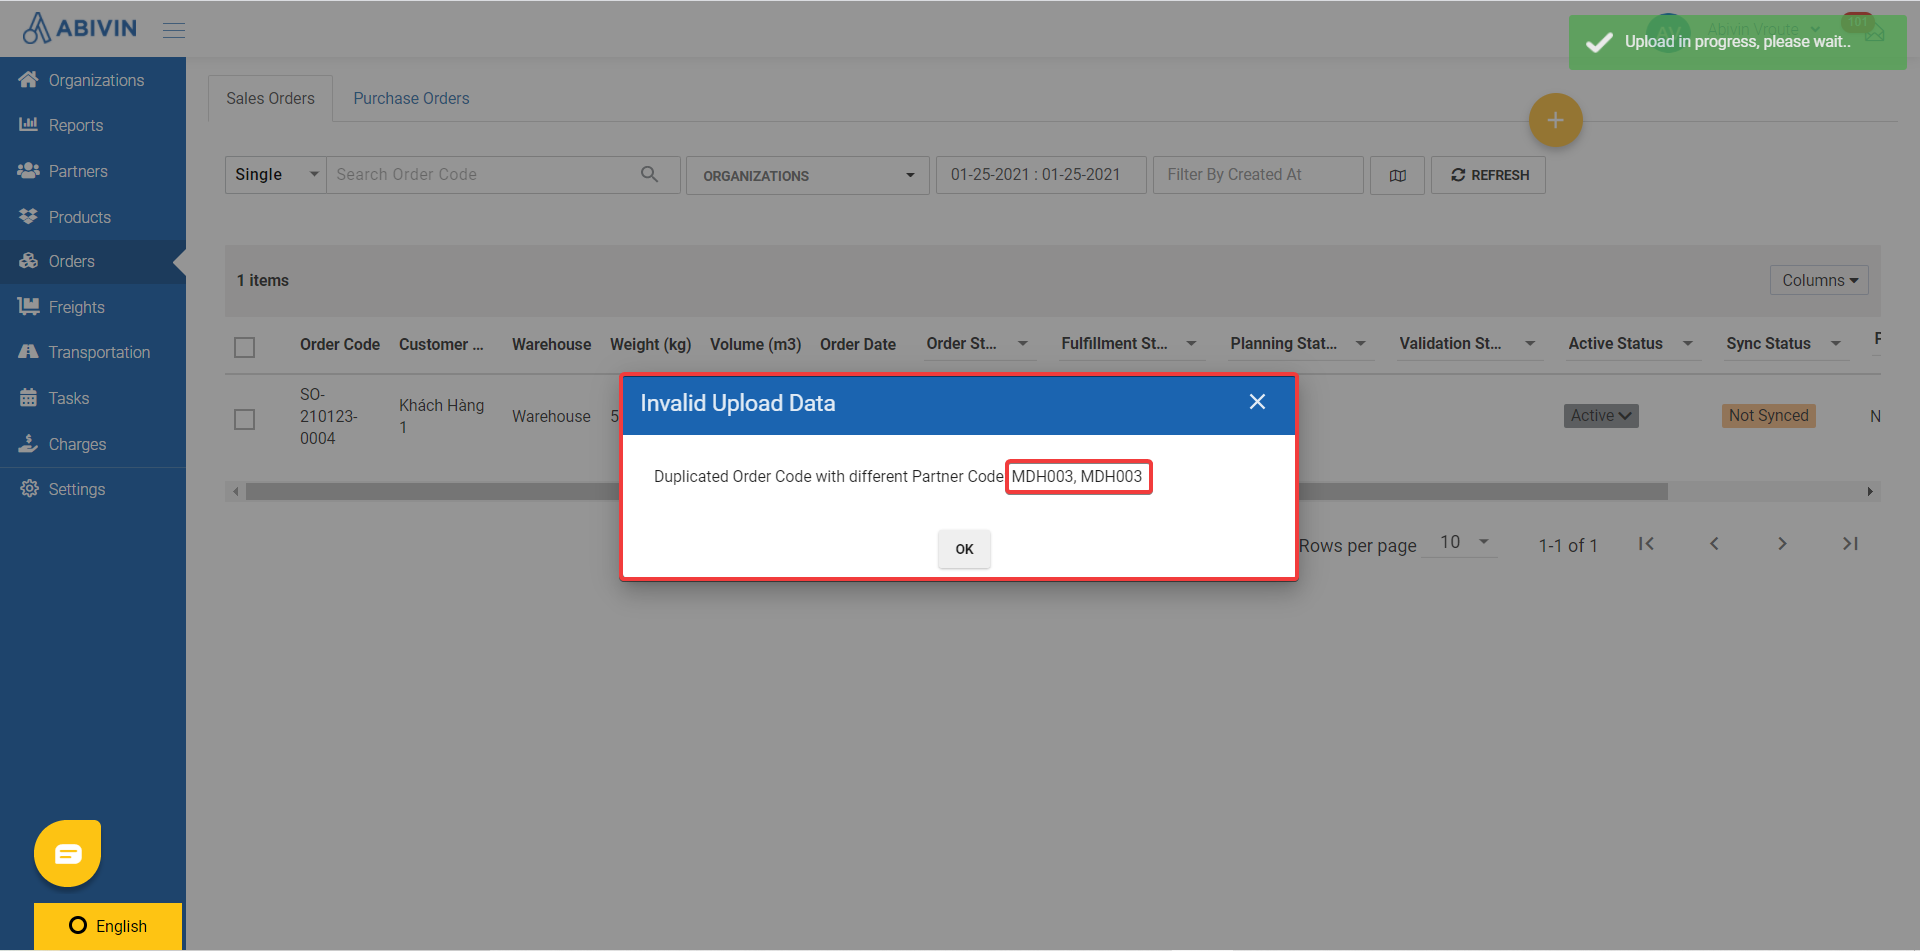 ABIVIN
Abivin Vroute
101
Upload in progress, please wait..
Organizations
Reports
Partners
Products
Orders
Freights
Transportation
Tasks
Charges
Settings
English
Sales Orders
Purchase Orders
+
Single
Search Order Code
ORGANIZATIONS
01-25-2021 : 01-25-2021
Filter By Created At
REFRESH
1 items
Columns
Order Code Customer ... Warehouse Weight (kg) Volume (m3) Order Date Order St... Fulfillment St... Planning Stat... Validation St... Active Status Sync Status
SO-
210123-
0004
Khách Hàng
1
Warehouse
5
Active
Not Synced
N
Invalid Upload Data
Duplicated Order Code with different Partner Code MDH003, MDH003
OK
Rows per page 10 1-1 of 1